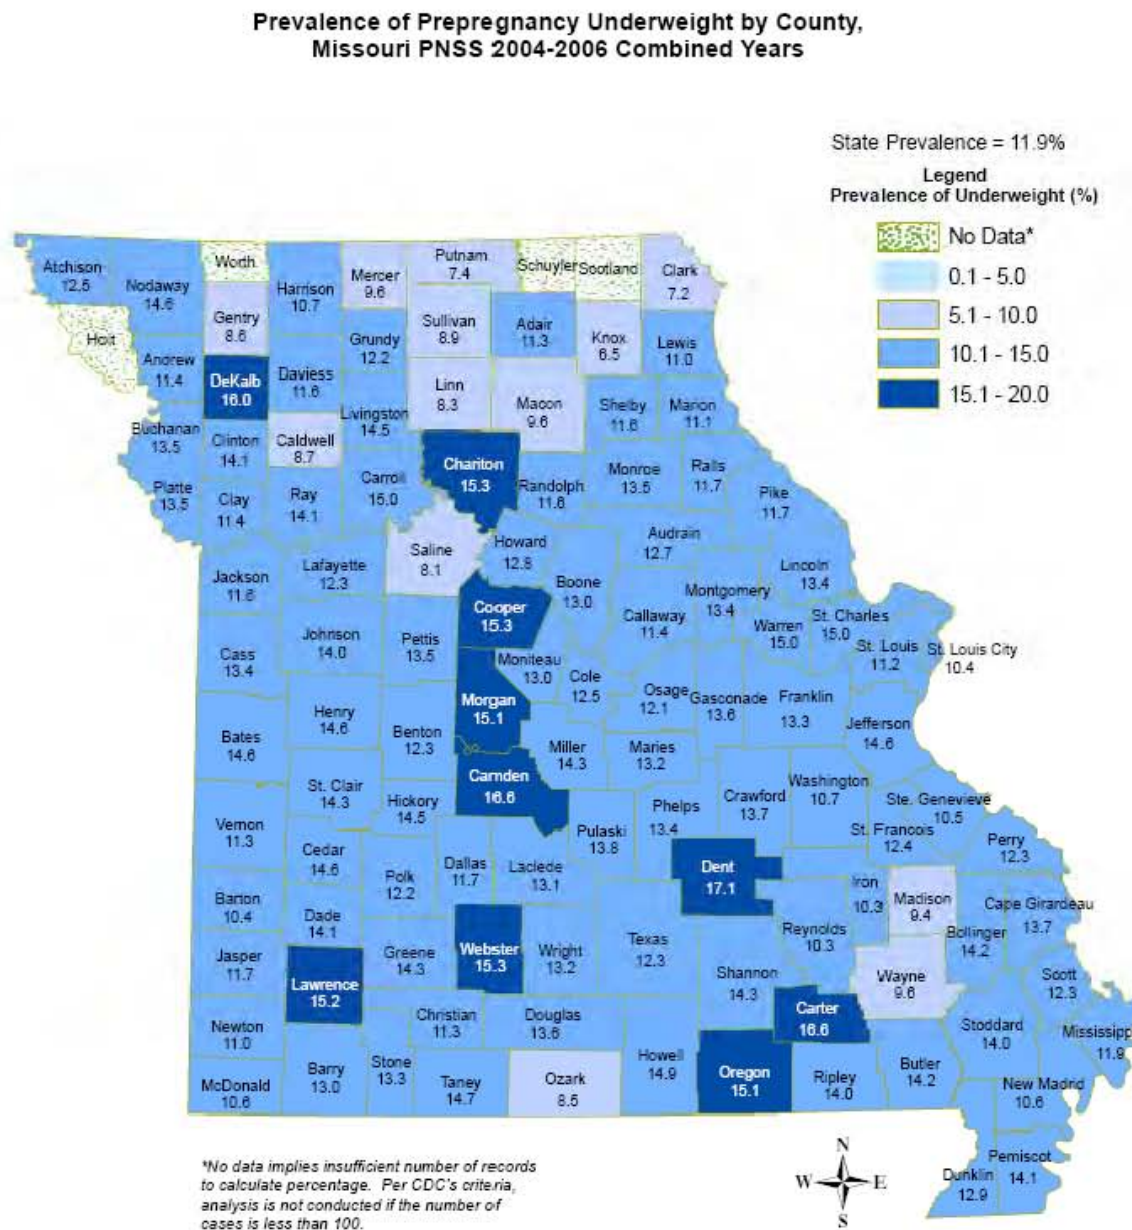 Prevalence of Prepregnancy Underweight by County,
Missouri PNSS 2004-2006 Combined Years
State Prevalence = 11.9%
Legend
Prevalence of Underweight (%)
No Data*
0.1 - 5.0
5.1 - 10.0
10.1 - 15.0
15.1 - 20.0
Atchison
12.5
Nodaway
14.6
Worth
Harrison
10.7
Mercer
9.6
Putnam
7.4
Schuyler
Scotland
Clark
7.2
Holt
Gentry
8.6
Grundy
12.2
Sullivan
8.9
Adair
11.3
Knox
6.5
Lewis
11.0
Andrew
11.4
DeKalb
16.0
Daviess
11.6
Livingston
14.5
Linn
8.3
Macon
9.6
Shelby
11.6
Marion
11.1
Buchanan
13.5
Clinton
14.1
Caldwell
8.7
Chariton
15.3
Carroll
15.0
Randolph
11.6
Monroe
13.5
Ralls
11.7
Pike
11.7
Platte
13.5
Clay
11.4
Ray
14.1
Saline
8.1
Howard
12.8
Audrain
12.7
Boone
13.0
Lincoln
13.4
Jackson
11.6
Lafayette
12.3
Cooper
15.3
Callaway
11.4
Montgomery
13.4
Warren
15.0
St. Charles
15.0
St. Louis
11.2
St. Louis City
10.4
Cass
13.4
Johnson
14.0
Pettis
13.5
Moniteau
13.0
Cole
12.5
Osage
12.1
Gasconade
13.6
Franklin
13.3
Jefferson
14.6
Morgan
15.1
Bates
14.6
Henry
14.6
Benton
12.3
Miller
14.3
Maries
13.2
Camden
16.6
St. Clair
14.3
Hickory
14.5
Pulaski
13.8
Phelps
13.4
Crawford
13.7
Washington
10.7
Ste. Genevieve
10.5
St. Francois
12.4
Perry
12.3
Vernon
11.3
Cedar
14.6
Polk
12.2
Dallas
11.7
Laclede
13.1
Dent
17.1
Iron
10.3
Madison
9.4
Cape Girardeau
13.7
Bollinger
14.2
Barton
10.4
Dade
14.1
Greene
14.3
Webster
15.3
Wright
13.2
Texas
12.3
Reynolds
10.3
Jasper
11.7
Lawrence
15.2
Shannon
14.3
Wayne
9.6
Scott
12.3
Carter
16.6
Newton
11.0
Christian
11.3
Douglas
13.6
Stoddard
14.0
Mississipp
11.9
McDonald
10.6
Barry
13.0
Stone
13.3
Taney
14.7
Ozark
8.5
Howell
14.9
Oregon
15.1
Ripley
14.0
Butler
14.2
New Madrid
10.6
Pemiscot
14.1
Dunklin
12.9
*No data implies insufficient number of records
to calculate percentage. Per CDC's criteria,
analysis is not conducted if the number of
cases is less than 100.
N
W E
S